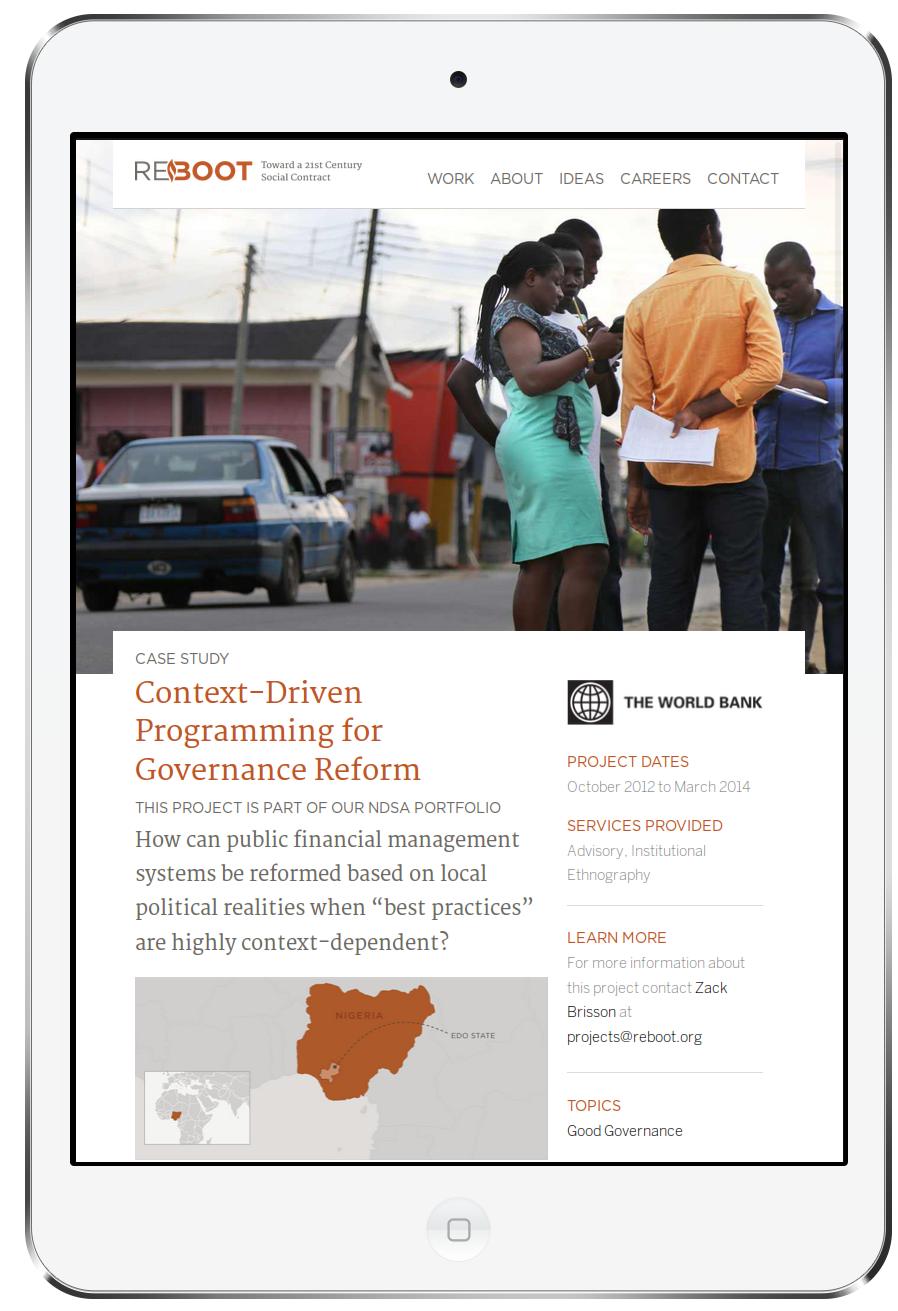 REBOOT
Toward a 21st Century
Social Contract
WORK ABOUT IDEAS CAREERS CONTACT
CASE STUDY
Context-Driven
Programming for
Governance Reform
THIS PROJECT IS PART OF OUR NDSA PORTFOLIO
How can public financial management
systems be reformed based on local
political realities when “best practices”
are highly context-dependent?
NIGERIA
EDO STATE
THE WORLD BANK
PROJECT DATES
October 2012 to March 2014
SERVICES PROVIDED
Advisory, Institutional
Ethnography
LEARN MORE
For more information about
this project contact Zack
Brisson at
projects@reboot.org
TOPICS
Good Governance